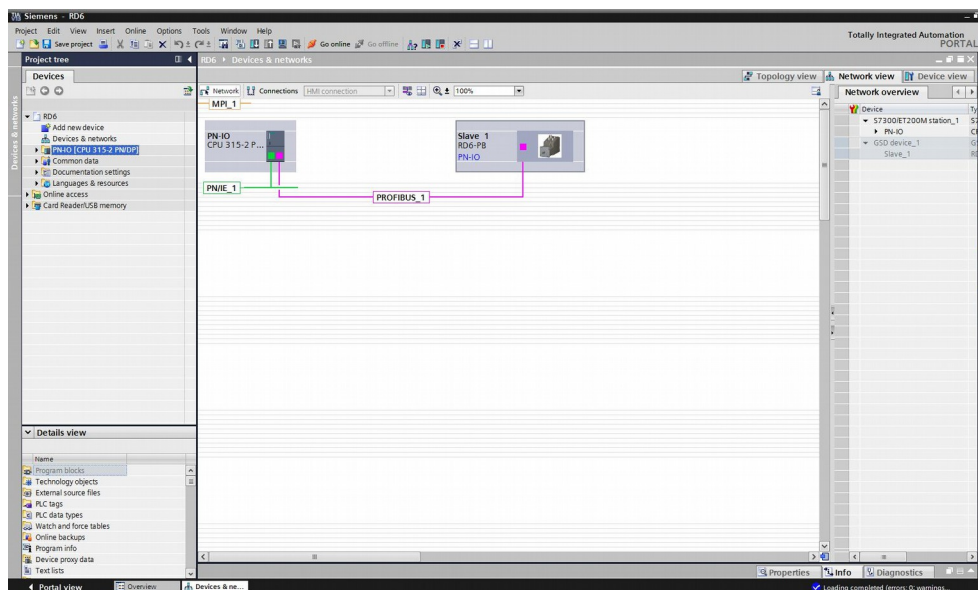 Siemens - RD6
Project Edit View Insert Online Options Tools Window Help
Save project
Go online
Go offline
Totally Integrated Automation
PORTAL
Project tree
RD6 ▸ Devices & networks
Devices
Topology view
Network view
Device view
Network
Connections
HMI connection
100%
Network overview
Devices & networks
RD6
Add new device
Devices & networks
PN-IO [CPU 315-2 PN/DP]
Common data
Documentation settings
Languages & resources
Online access
Card Reader/USB memory
MPI_1
PN-IO
CPU 315-2 P...
Slave_1
RD6-PB
PN-IO
PN/IE_1
PROFIBUS_1
Device
Ty
S7300/ET200M station_1
S7
PN-IO
GSD device_1
Slave_1
Details view
Name
Program blocks
Technology objects
External source files
PLC tags
PLC data types
Watch and force tables
Online backups
Program info
Device proxy data
Text lists
Properties
Info
Diagnostics
Portal view
Overview
Devices & ne...
Loading completed (errors: 0; warnings...